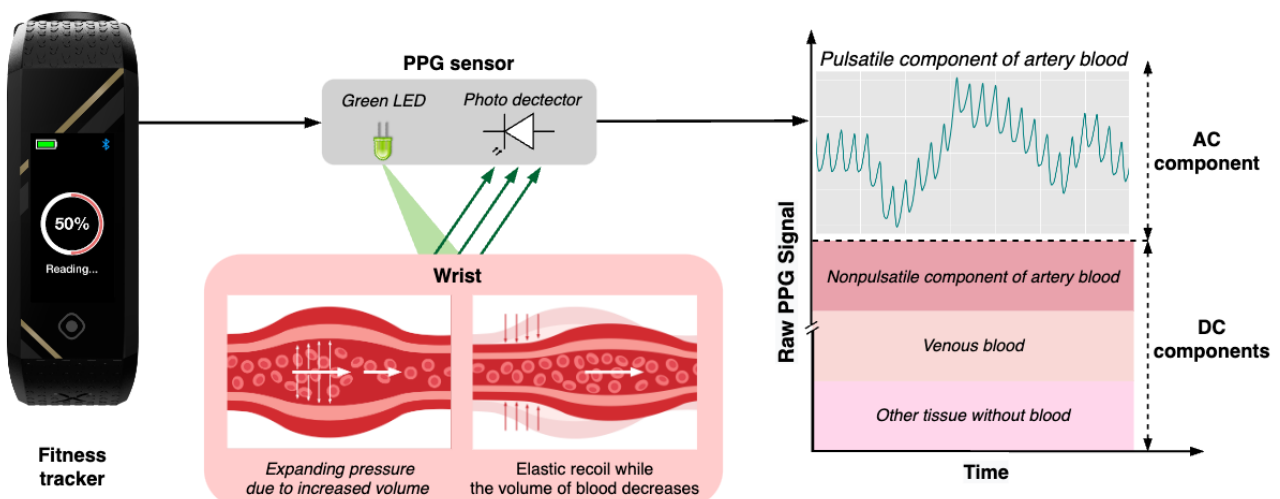 50%
Reading...
Fitness
tracker
PPG sensor
Green LED
Photo dectector
Wrist
Expanding pressure
due to increased volume
Elastic recoil while
the volume of blood decreases
Raw PPG Signal
Pulsatile component of artery blood
Nonpulsatile component of artery blood
Venous blood
Other tissue without blood
Time
AC
component
DC
components